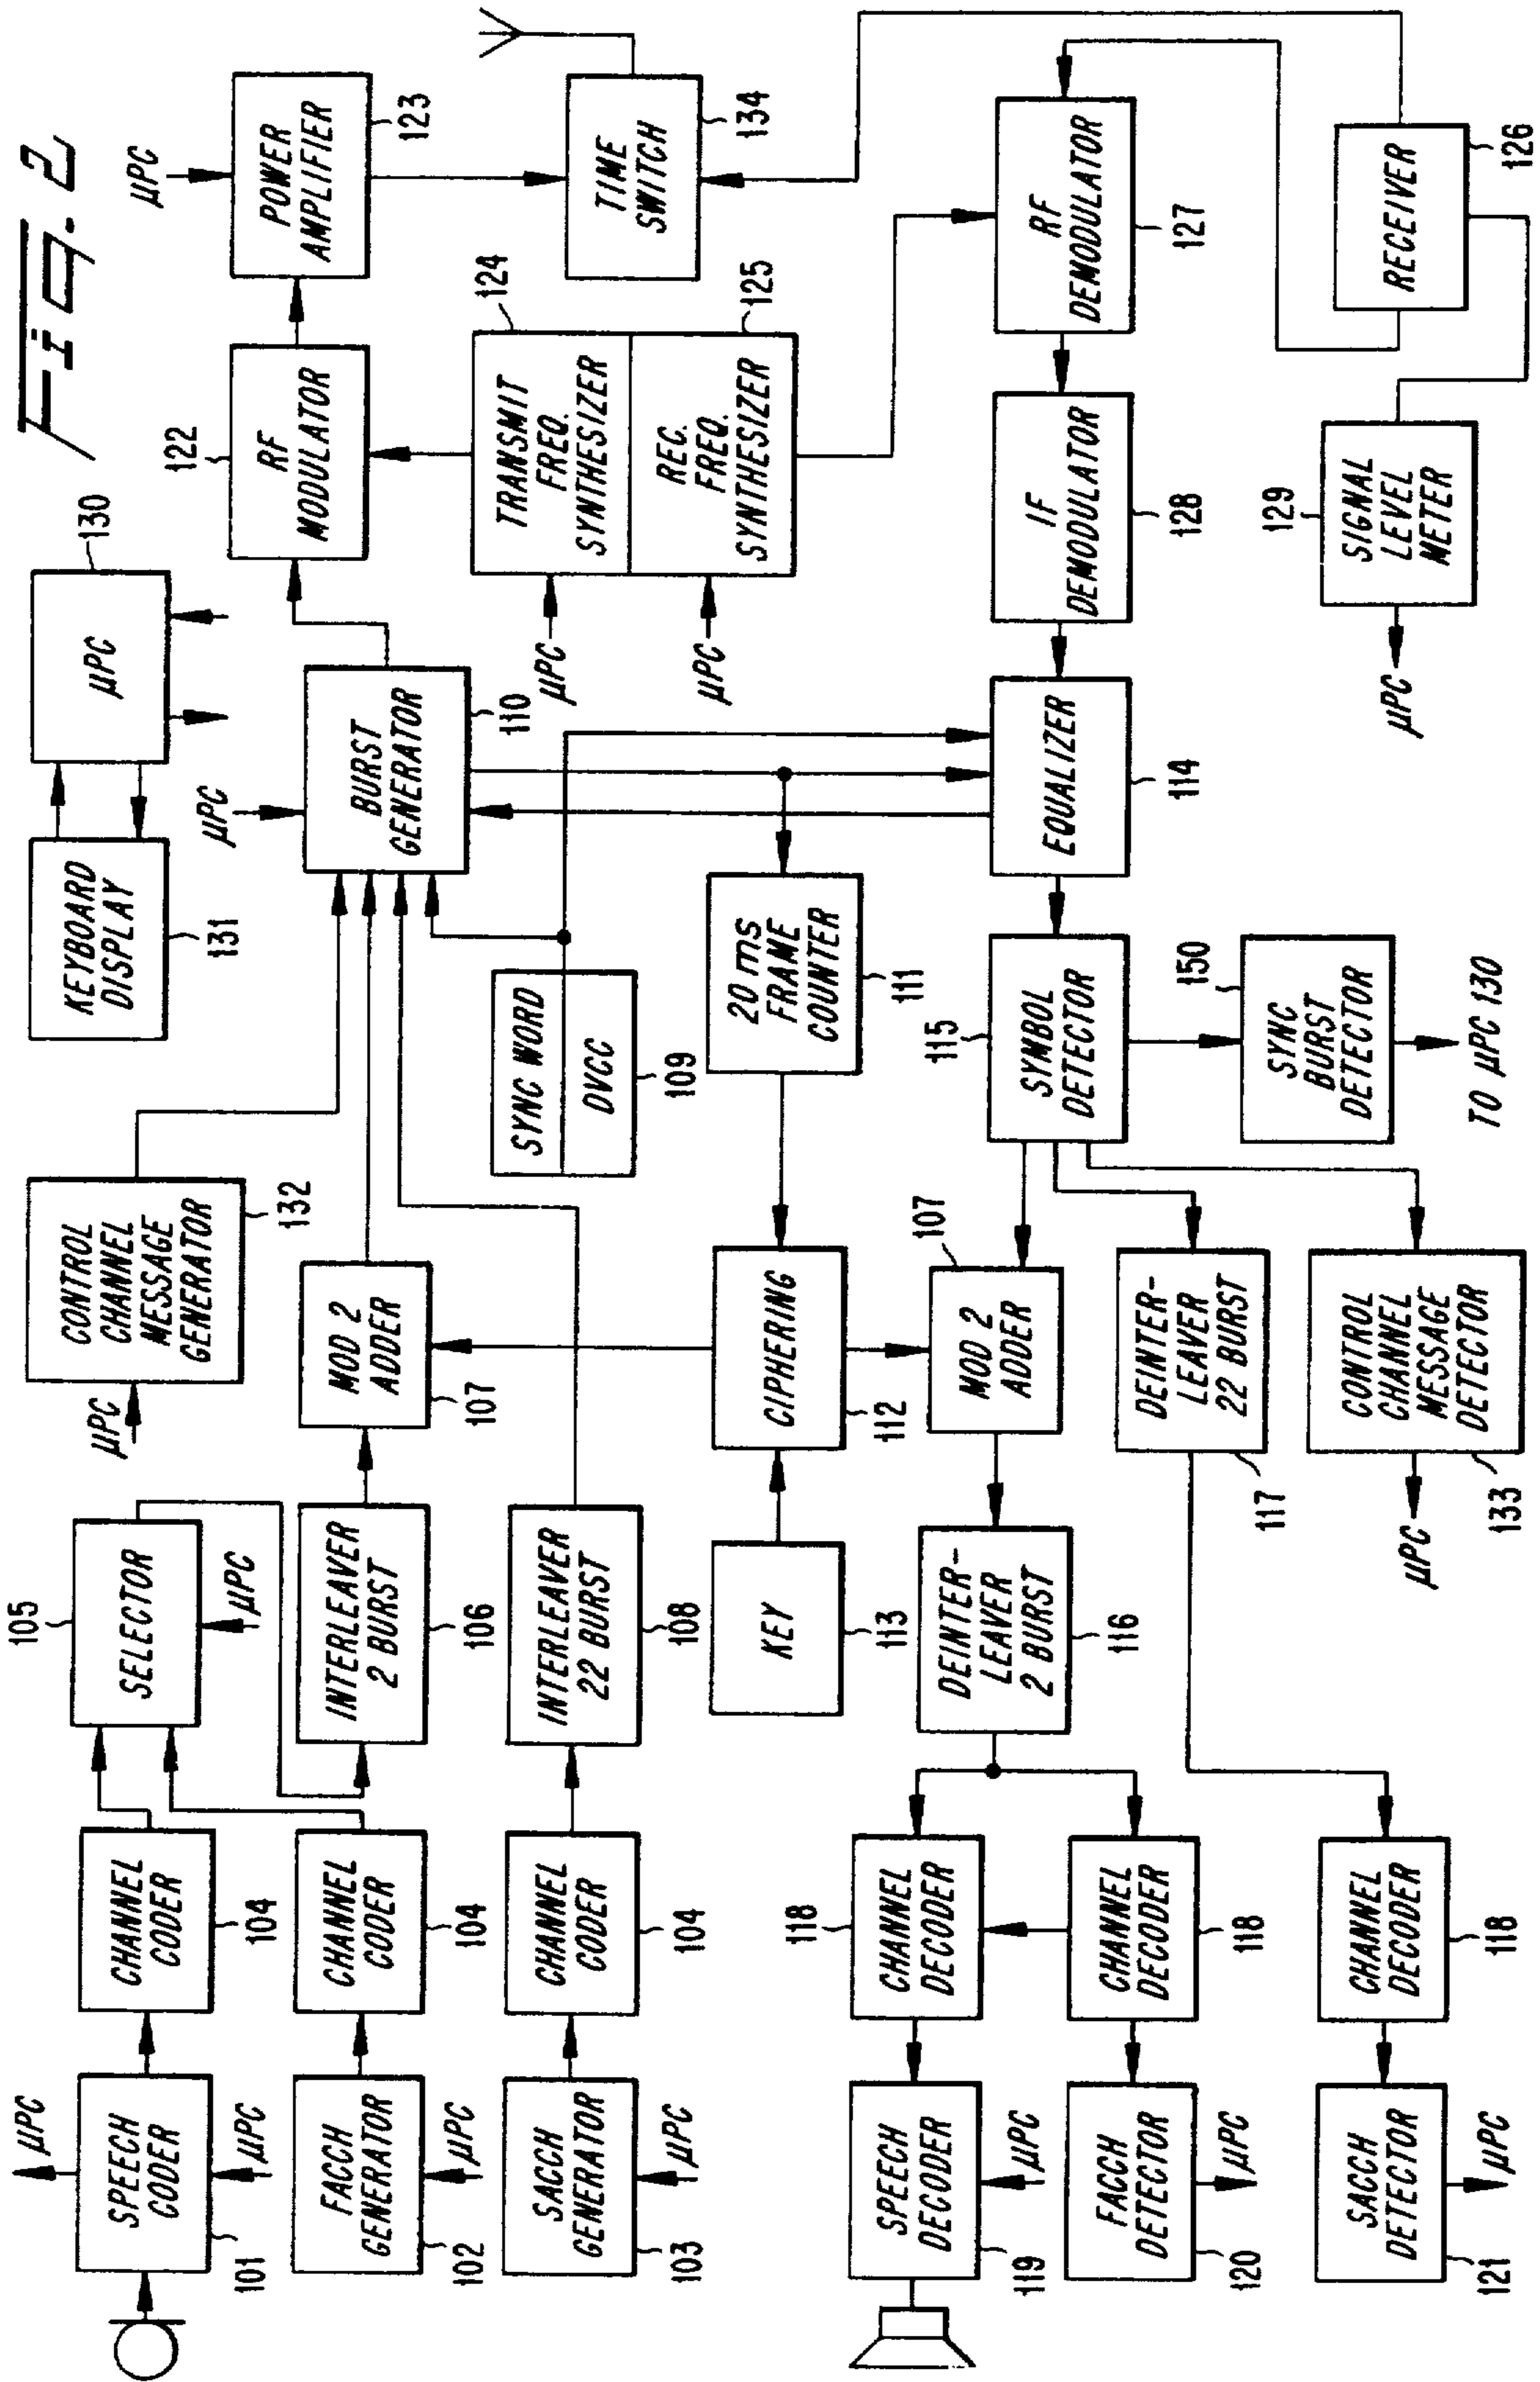 Fig. 2
μPC
SPEECH
CODER
101
μPC
CHANNEL
CODER
104
105
SELECTOR
μPC
μPC
CONTROL
CHANNEL
MESSAGE
GENERATOR
132
KEYBOARD
DISPLAY
131
μPC
130
FACCH
GENERATOR
102
μPC
CHANNEL
CODER
104
INTERLEAVER
2 BURST
106
MOD 2
ADDER
107
μPC
BURST
GENERATOR
110
122
RF
MODULATOR
μPC
POWER
AMPLIFIER
123
SACCH
GENERATOR
103
μPC
CHANNEL
CODER
104
INTERLEAVER
22 BURST
108
SYNC WORD
DVCC
109
μPC
μPC
TRANSMIT
FREQ.
SYNTHESIZER
124
REC.
FREQ.
SYNTHESIZER
125
TIME
SWITCH
134
KEY
113
CIPHERING
112
20 ms
FRAME
COUNTER
111
118
CHANNEL
DECODER
SPEECH
DECODER
119
μPC
DEINTER-
LEAVER
2 BURST
116
107
MOD 2
ADDER
115
SYMBOL
DETECTOR
EQUALIZER
114
IF
DEMODULATOR
128
RF
DEMODULATOR
127
FACCH
DETECTOR
120
μPC
CHANNEL
DECODER
118
DEINTER-
LEAVER
22 BURST
117
150
SYNC
BURST
DETECTOR
TO μPC 130
SACCH
DETECTOR
121
μPC
CHANNEL
DECODER
118
CONTROL
CHANNEL
MESSAGE
DETECTOR
133
μPC
129
SIGNAL
LEVEL
METER
μPC
RECEIVER
126